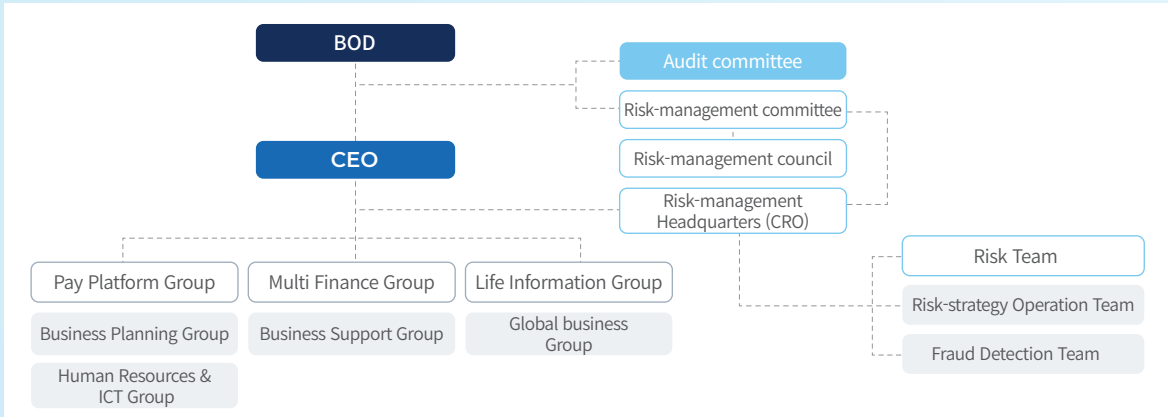 BOD
Audit committee
Risk-management committee
CEO
Risk-management council
Risk-management
Headquarters (CRO)
Risk Team
Pay Platform Group
Multi Finance Group
Life Information Group
Risk-strategy Operation Team
Business Planning Group
Business Support Group
Global business
Group
Fraud Detection Team
Human Resources &
ICT Group